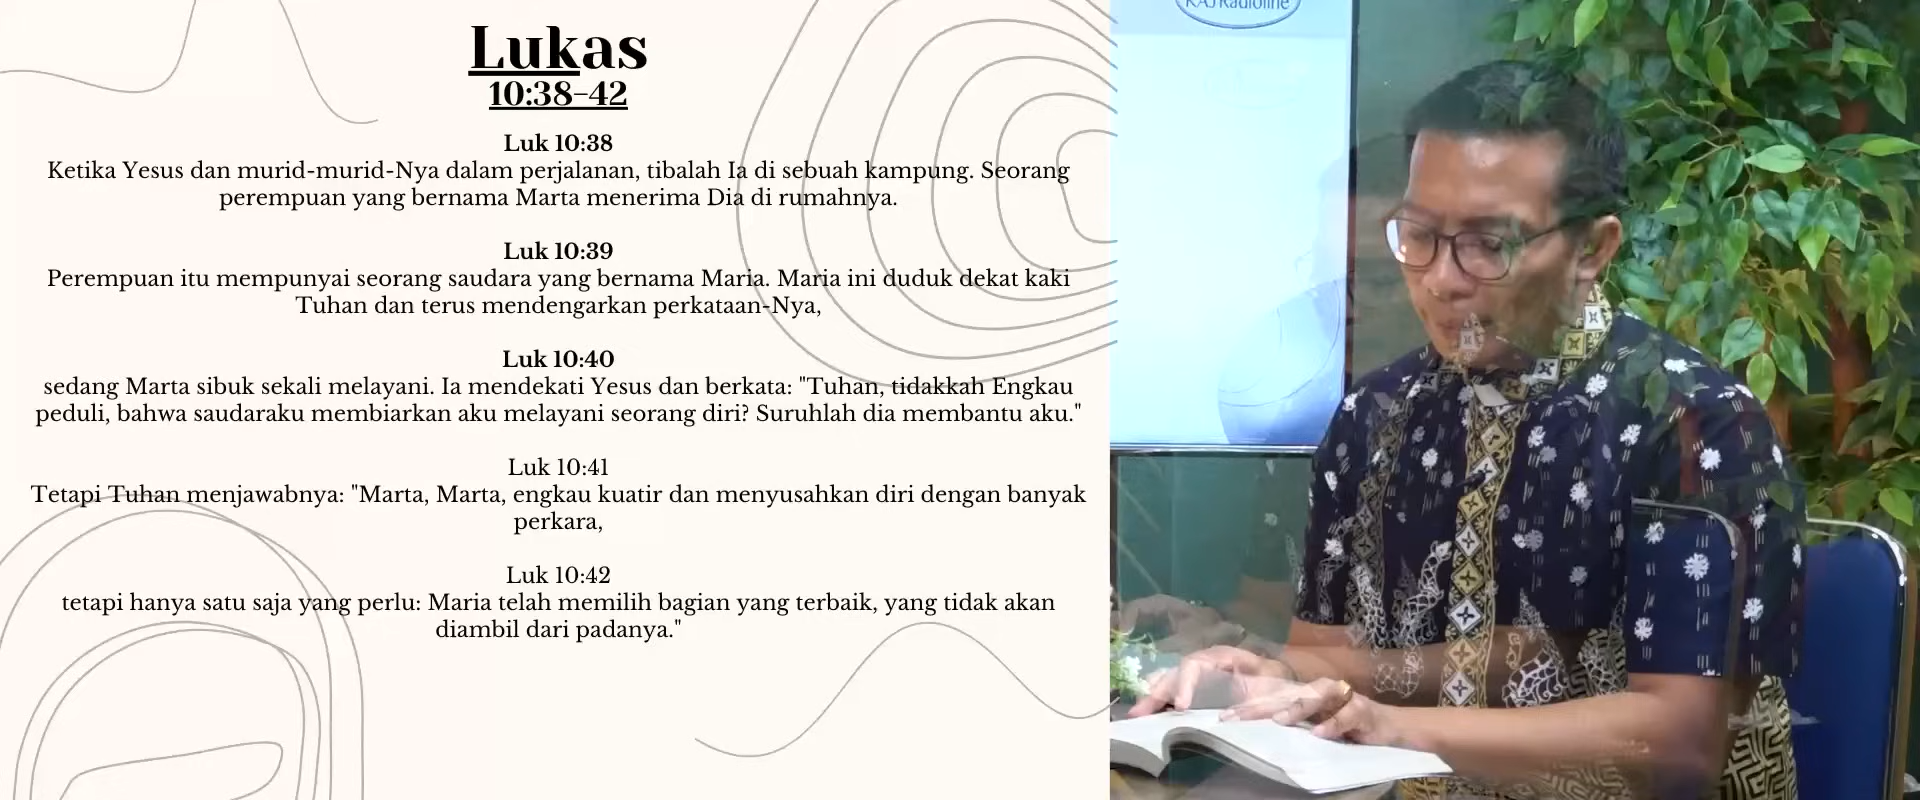 Lukas
10:38-42
Luk 10:38
Ketika Yesus dan murid-murid-Nya dalam perjalanan, tibalah Ia di sebuah kampung. Seorang
perempuan yang bernama Marta menerima Dia di rumahnya.
Luk 10:39
Perempuan itu mempunyai seorang saudara yang bernama Maria. Maria ini duduk dekat kaki
Tuhan dan terus mendengarkan perkataan-Nya,
Luk 10:40
sedang Marta sibuk sekali melayani. Ia mendekati Yesus dan berkata: "Tuhan, tidakkah Engkau
peduli, bahwa saudaraku membiarkan aku melayani seorang diri? Suruhlah dia membantu aku."
Luk 10:41
Tetapi Tuhan menjawabnya: "Marta, Marta, engkau kuatir dan menyusahkan diri dengan banyak
perkara,
Luk 10:42
tetapi hanya satu saja yang perlu: Maria telah memilih bagian yang terbaik, yang tidak akan
diambil dari padanya."
KAJ Radioline